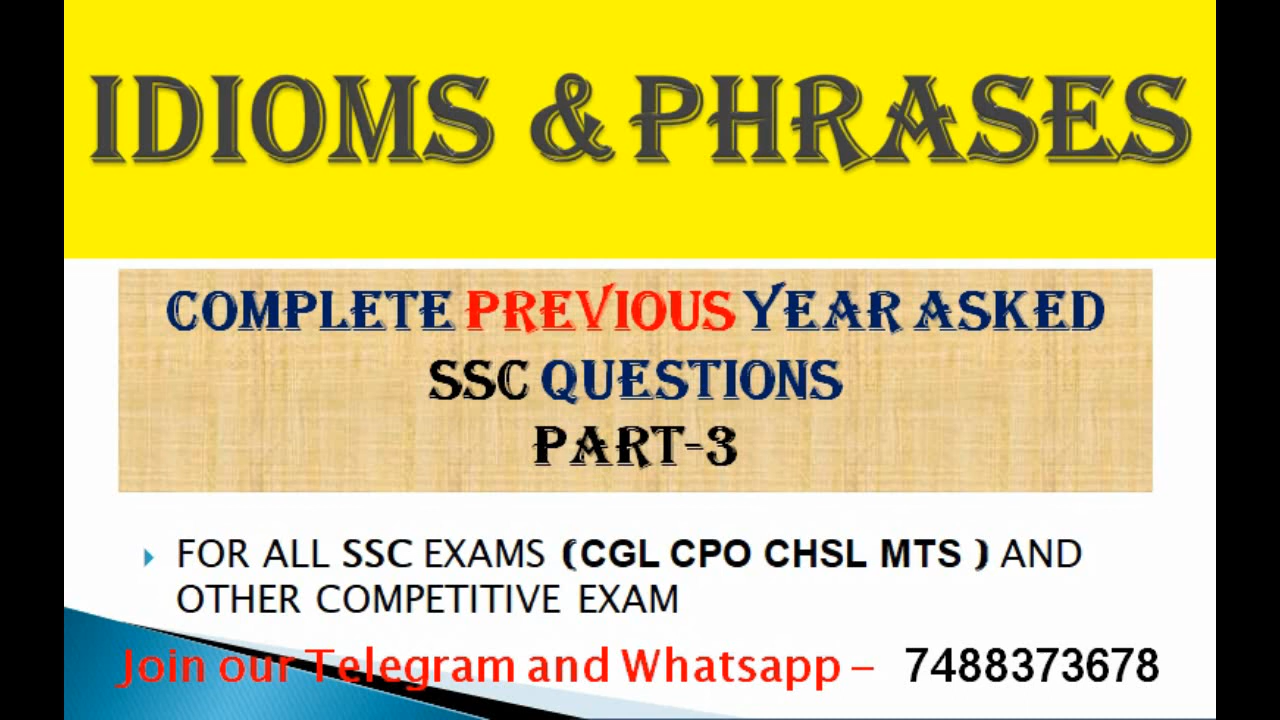 IDIOMS & PHRASES
COMPLETE PREVIOUS YEAR ASKED
SSC QUESTIONS
PART-3
FOR ALL SSC EXAMS (CGL CPO CHSL MTS ) AND
OTHER COMPETITIVE EXAM
Join our Telegram and Whatsapp – 7488373678